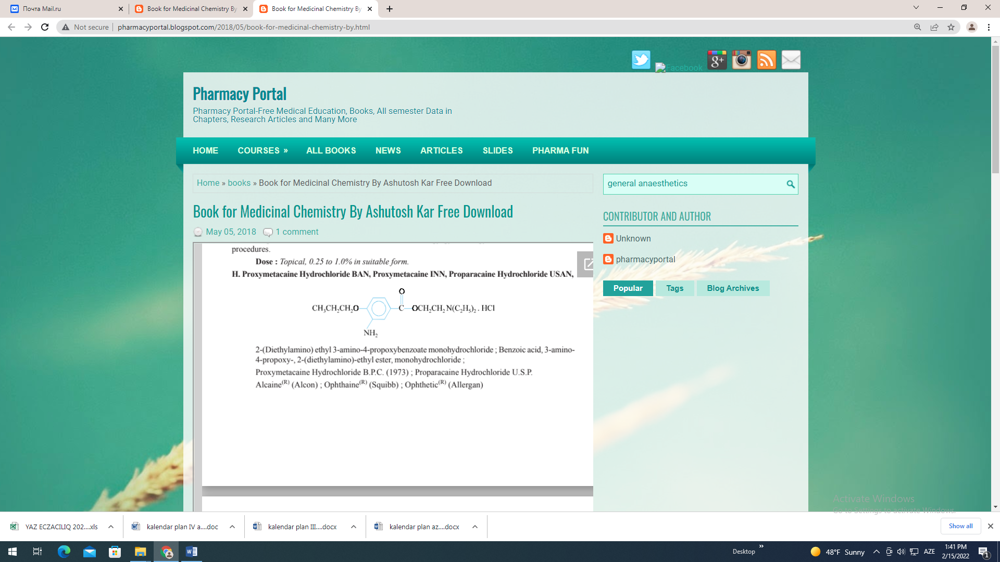 Почта Mail.ru
Book for Medicinal Chemistry By
Book for Medicinal Chemistry By
Not secure
pharmacyportal.blogspot.com/2018/05/book-for-medicinal-chemistry-by.html
Facebook
Pharmacy Portal
Pharmacy Portal-Free Medical Education, Books, All semester Data in
Chapters, Research Articles and Many More
HOME
COURSES »
ALL BOOKS
NEWS
ARTICLES
SLIDES
PHARMA FUN
Home » books » Book for Medicinal Chemistry By Ashutosh Kar Free Download
general anaesthetics
Book for Medicinal Chemistry By Ashutosh Kar Free Download
May 05, 2018
1 comment
CONTRIBUTOR AND AUTHOR
Unknown
pharmacyportal
Popular
Tags
Blog Archives
procedures.
Dose : Topical, 0.25 to 1.0% in suitable form.
H. Proxymetacaine Hydrochloride BAN, Proxymetacaine INN, Proparacaine Hydrochloride USAN,
O
CH₃CH₂CH₂O
C
OCH₂CH₂N(C₂H₅)₂ . HCl
NH₂
2-(Diethylamino) ethyl 3-amino-4-propoxybenzoate monohydrochloride ; Benzoic acid, 3-amino-
4-propoxy-, 2-(diethylamino)-ethyl ester, monohydrochloride ;
Proxymetacaine Hydrochloride B.P.C. (1973) ; Proparacaine Hydrochloride U.S.P.
Alcaine(R) (Alcon) ; Ophthaine(R) (Squibb) ; Ophthetic(R) (Allergan)
Activate Windows
Go to Settings to activate Windows.
YAZ ECZACILIQ 202....xls
kalendar plan IV a....doc
kalendar plan III....docx
kalendar plan az....docx
Show all
Desktop
48°F Sunny
AZE
1:41 PM
2/15/2022
1